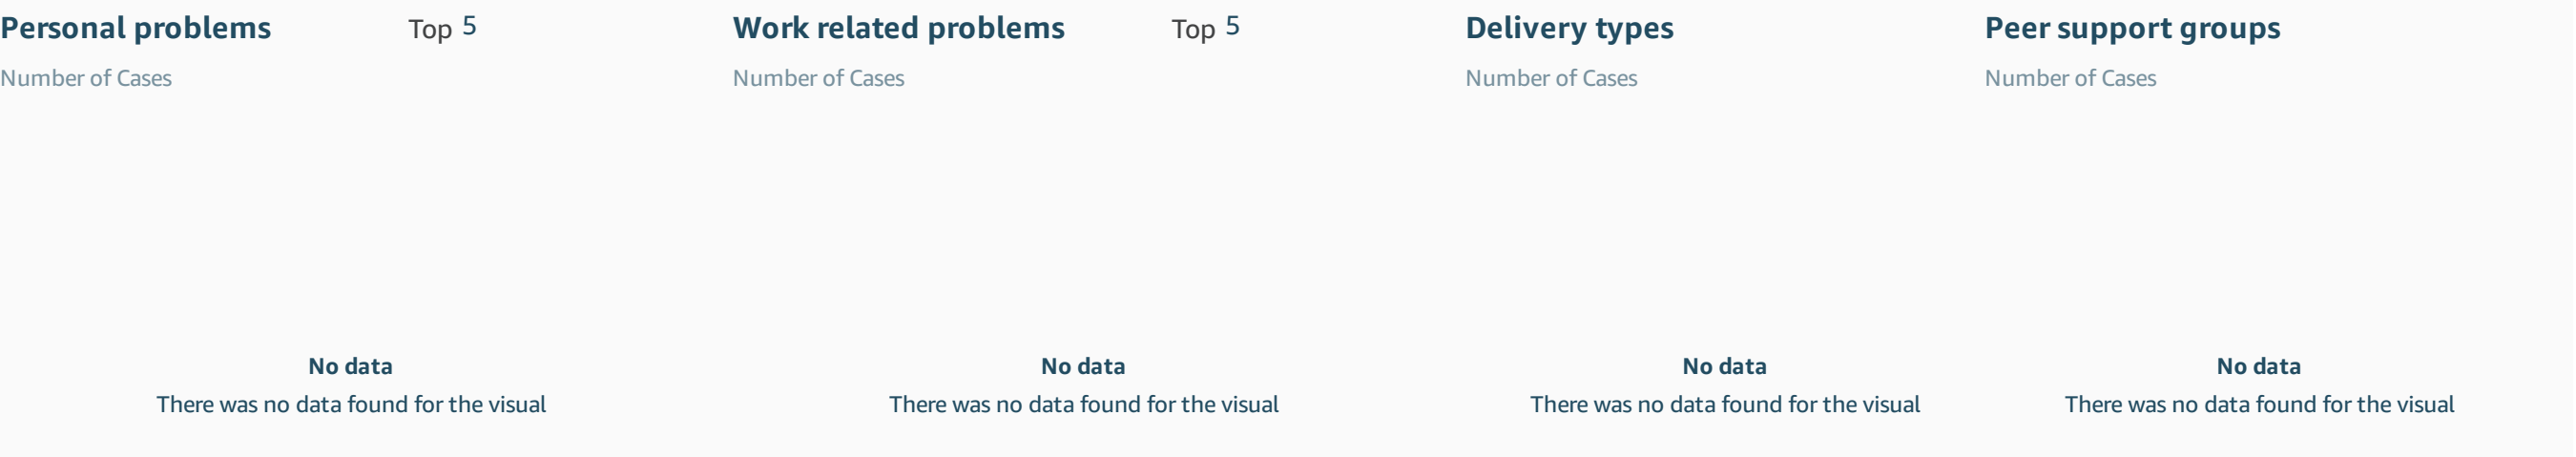 Personal problems Top 5
Number of Cases
No data
There was no data found for the visual
Work related problems Top 5
Number of Cases
No data
There was no data found for the visual
Delivery types
Number of Cases
No data
There was no data found for the visual
Peer support groups
Number of Cases
No data
There was no data found for the visual